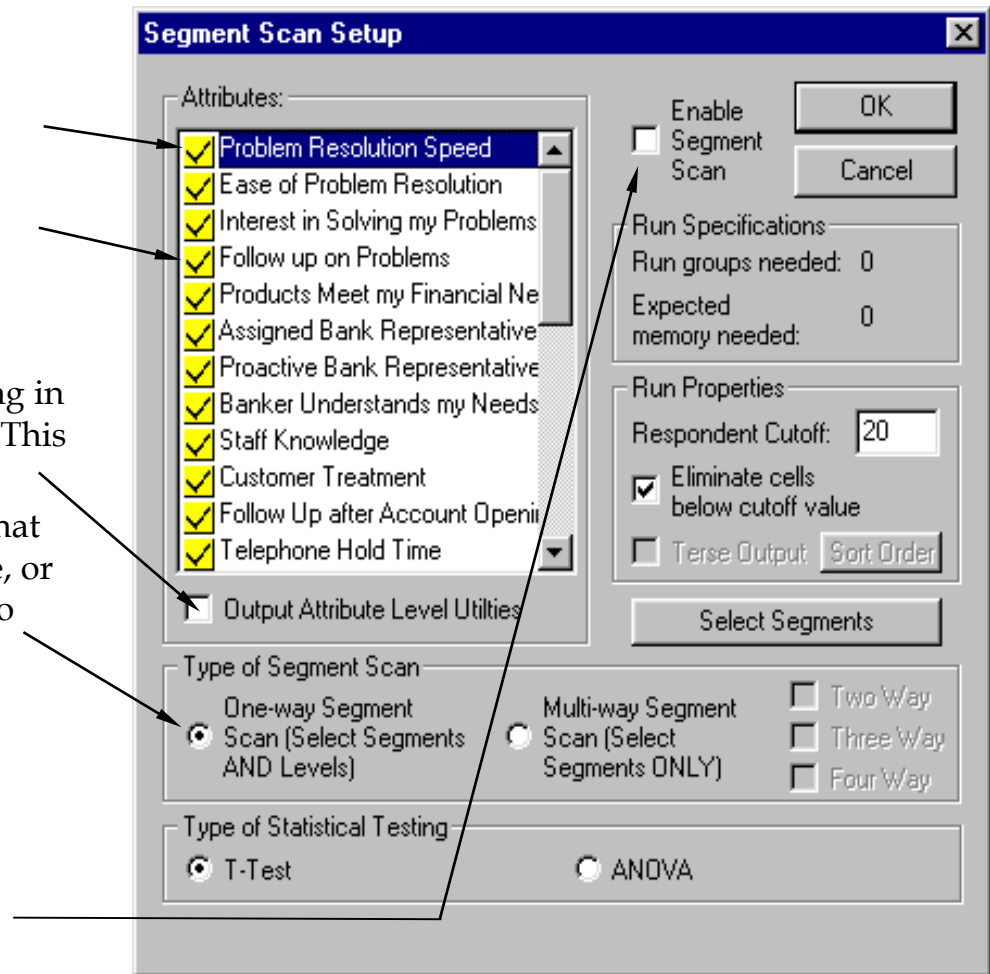 Segment Scan Setup
Attributes:
Problem Resolution Speed
Ease of Problem Resolution
Interest in Solving my Problems
Follow up on Problems
Products Meet my Financial Ne
Assigned Bank Representative
Proactive Bank Representative
Banker Understands my Needs
Staff Knowledge
Customer Treatment
Follow Up after Account Openi
Telephone Hold Time
Output Attribute Level Utilties
Enable
Segment
Scan
OK
Cancel
Run Specifications
Run groups needed: 0
Expected
memory needed: 0
Run Properties
Respondent Cutoff: 20
Eliminate cells
below cutoff value
Terse Output
Sort Order
Select Segments
Type of Segment Scan
One-way Segment
Scan (Select Segments
AND Levels)
Multi-way Segment
Scan (Select
Segments ONLY)
Two Way
Three Way
Four Way
Type of Statistical Testing
T-Test
ANOVA
g in
This
hat
e, or
o